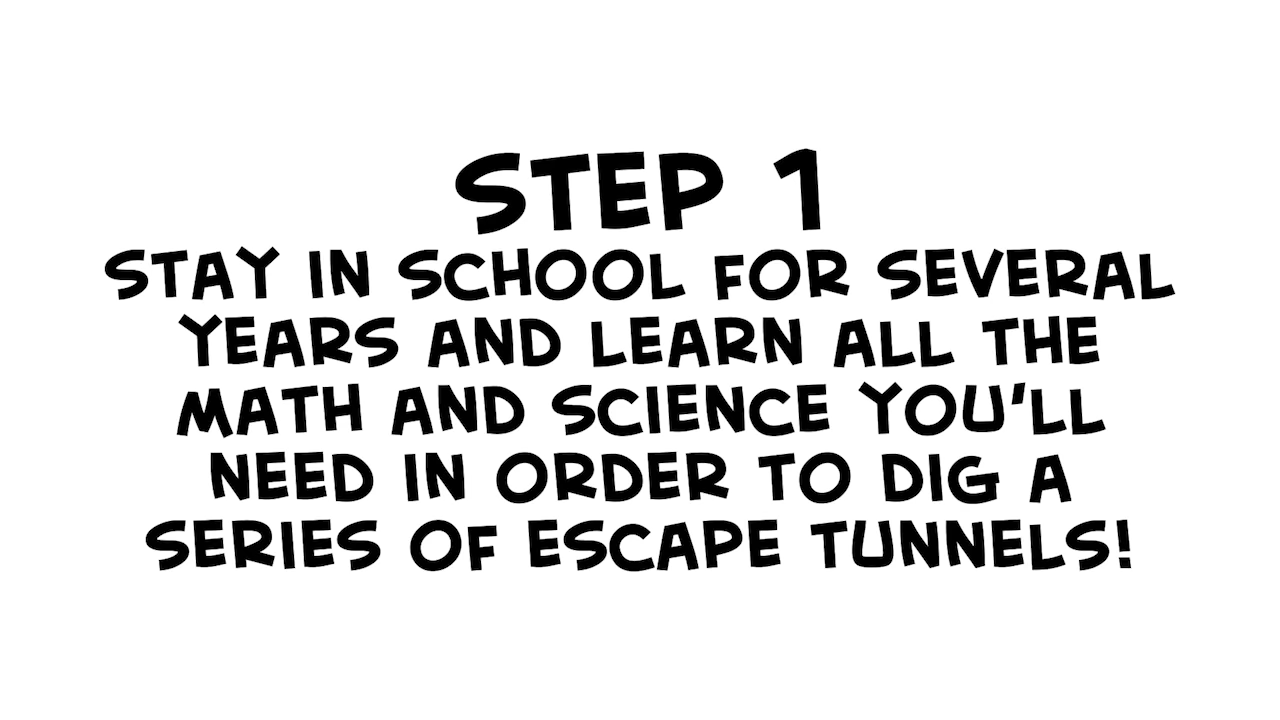 STEP 1
STAY IN SCHOOL FOR SEVERAL
YEARS AND LEARN ALL THE
MATH AND SCIENCE YOU'LL
NEED IN ORDER TO DIG A
SERIES OF ESCAPE TUNNELS!